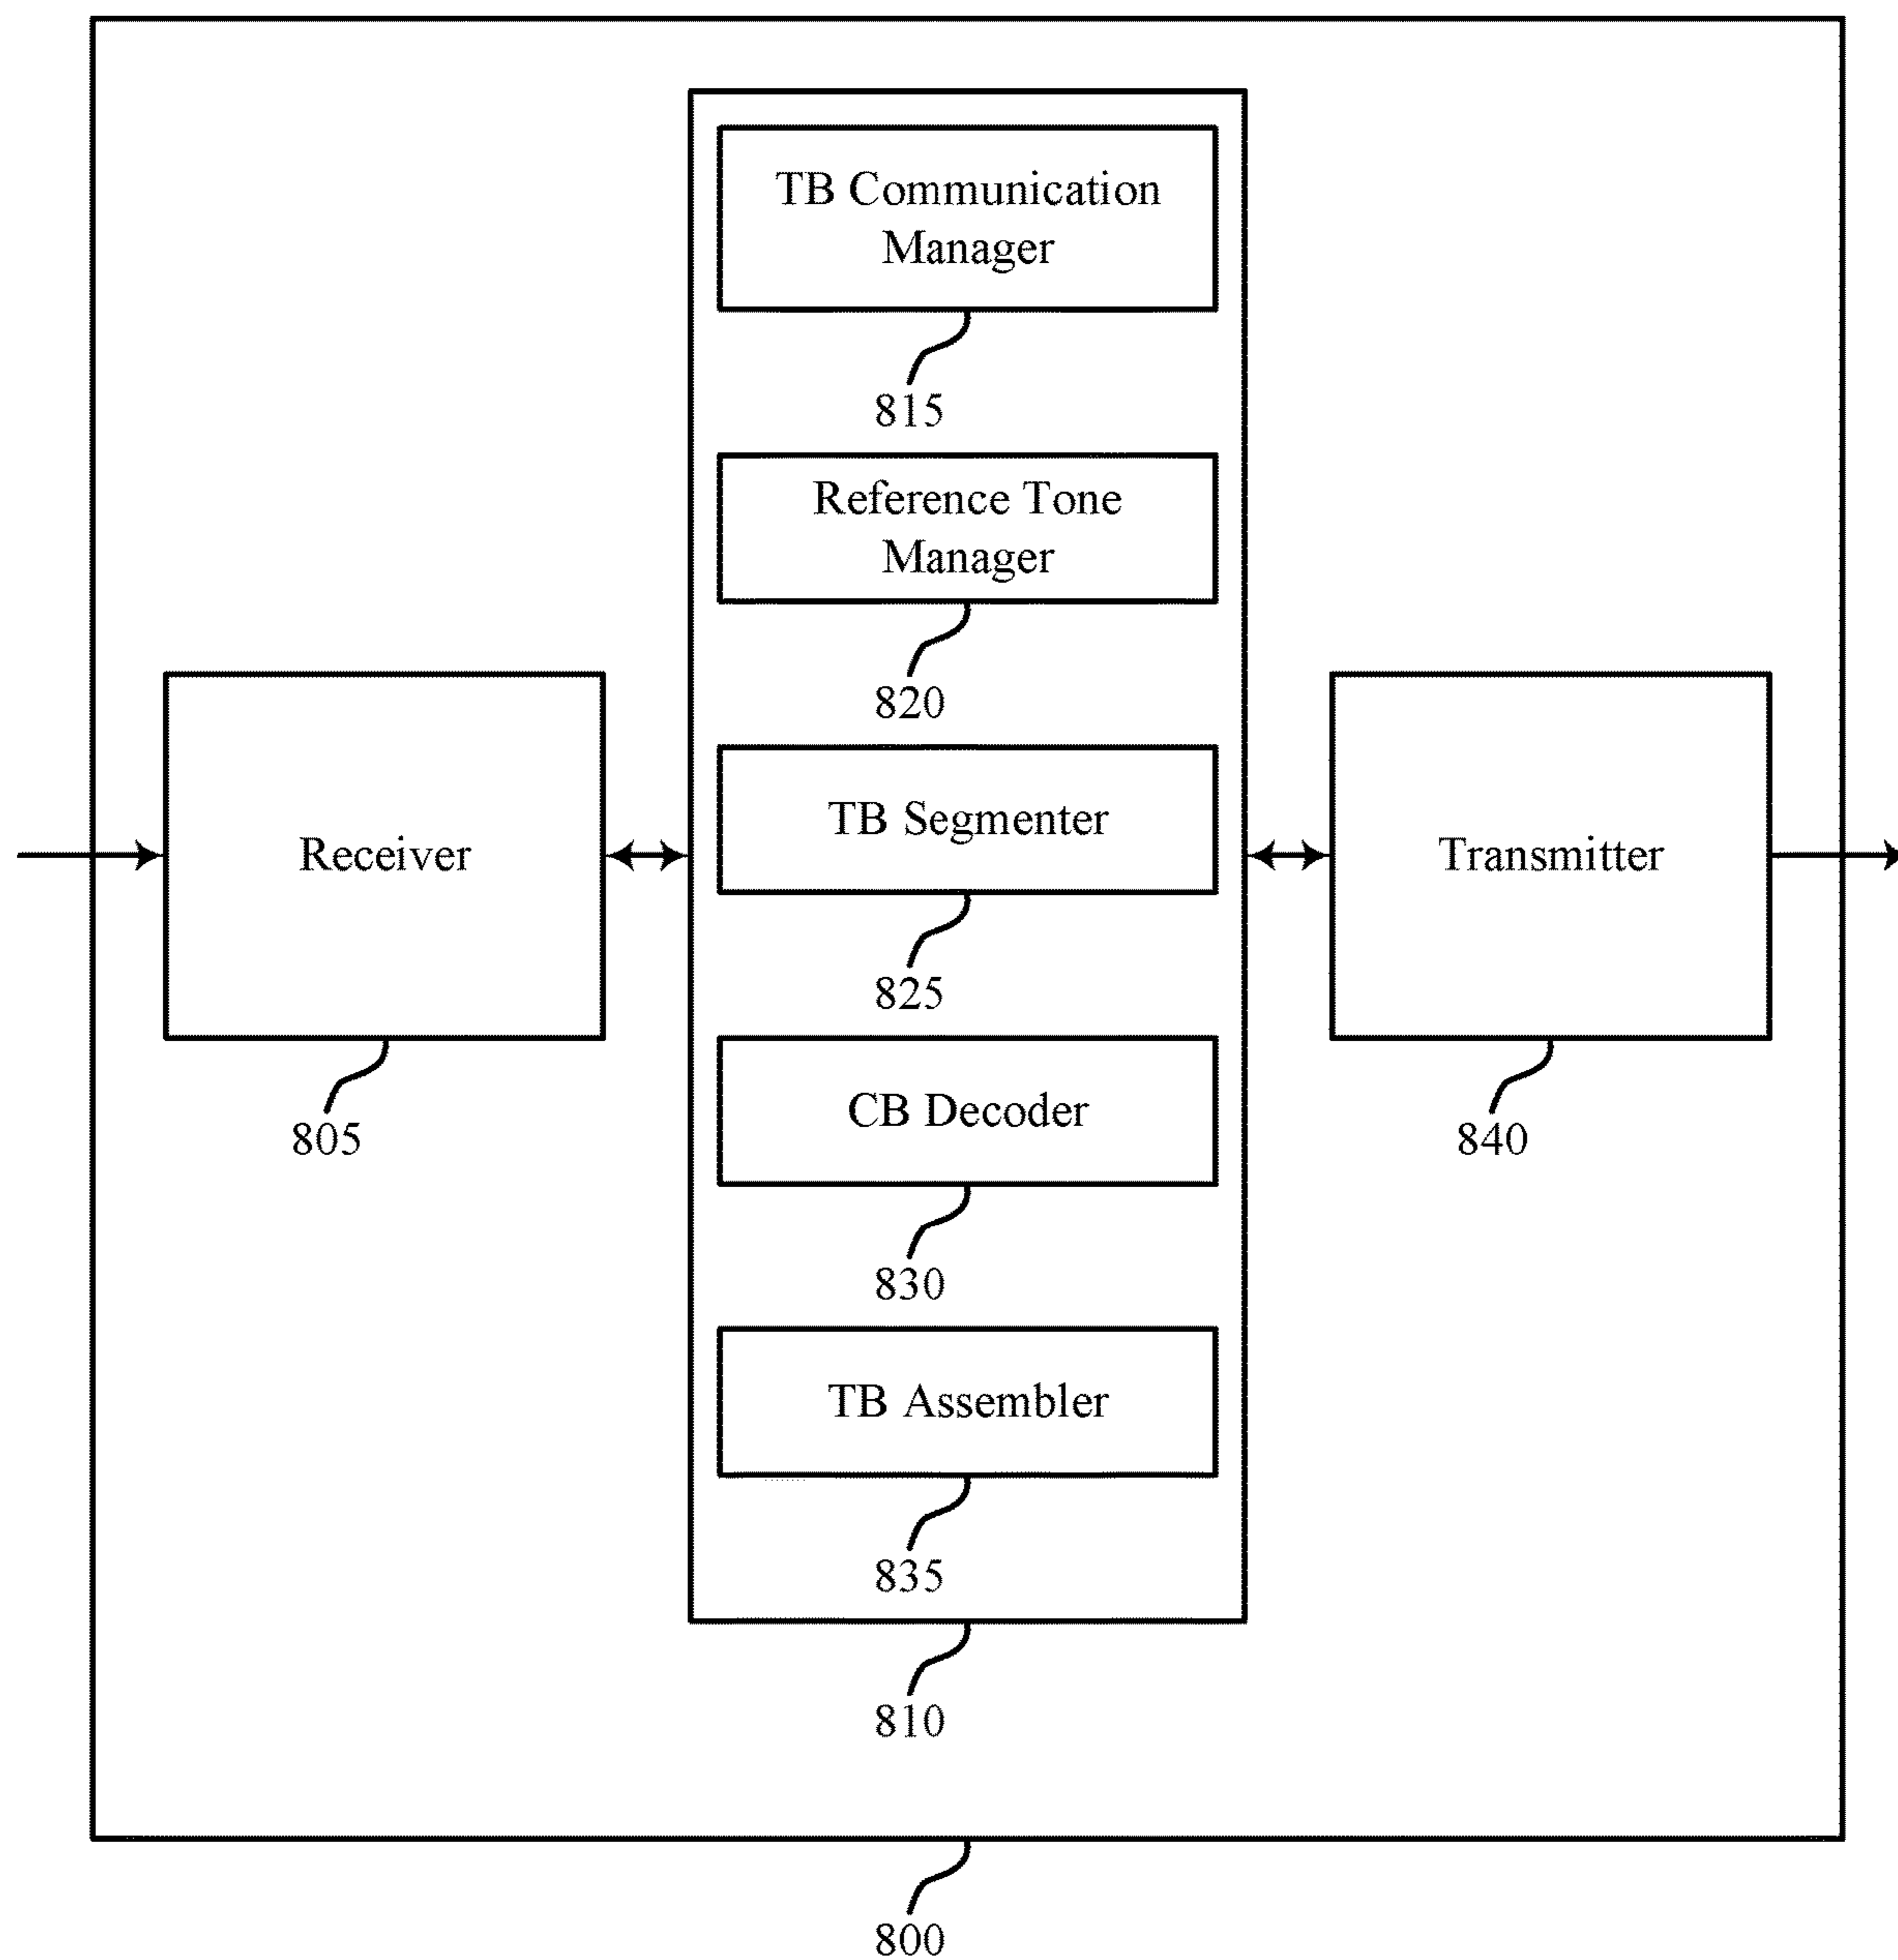 TB Communication
Manager
815
Reference Tone
Manager
820
TB Segmenter
825
CB Decoder
830
TB Assembler
835
810
Receiver
805
Transmitter
840
800